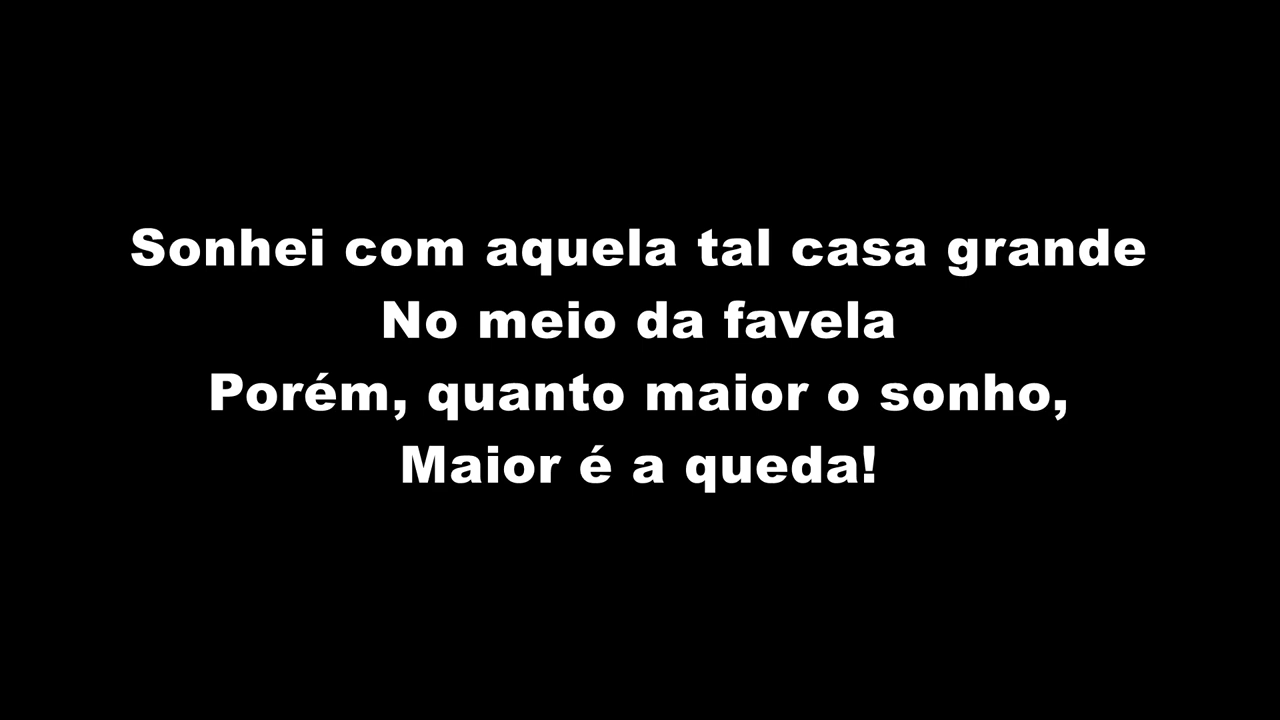 Sonhei com aquela tal casa grande
No meio da favela
Porém, quanto maior o sonho,
Maior é a queda!